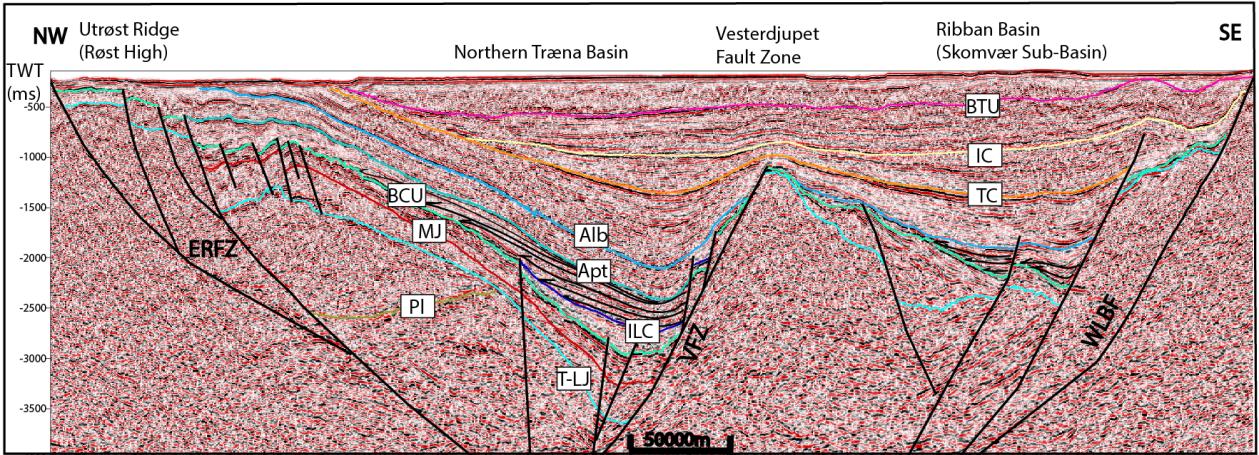 NW
Utrøst Ridge
(Røst High)
Northern Træna Basin
Vesterdjupet
Fault Zone
Ribban Basin
(Skomvær Sub-Basin)
SE
TWT
(ms)
-500
-1000
-1500
-2000
-2500
-3000
-3500
BTU
IC
TC
BCU
MJ
Alb
Apt
ERFZ
PI
ILC
VFZ
WLBF
T-LJ
50000m